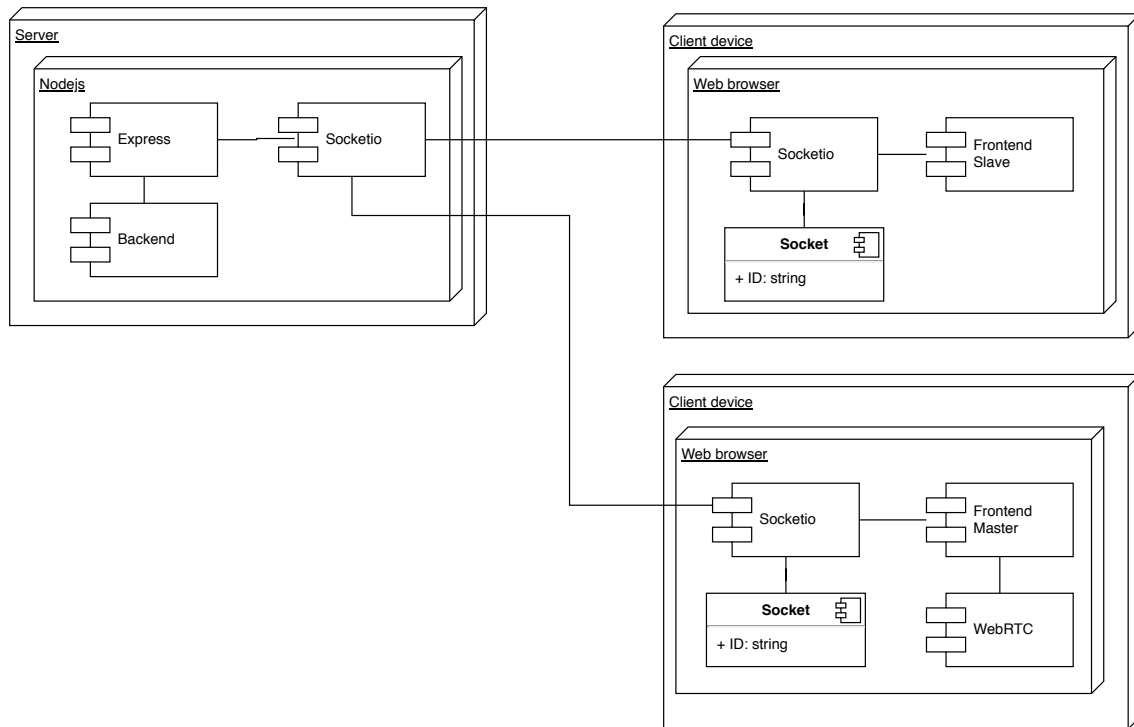 Server
Nodejs
Express
Socketio
Backend
Client device
Web browser
Socketio
Frontend
Slave
Socket
+ ID: string
Client device
Web browser
Socketio
Frontend
Master
Socket
+ ID: string
WebRTC